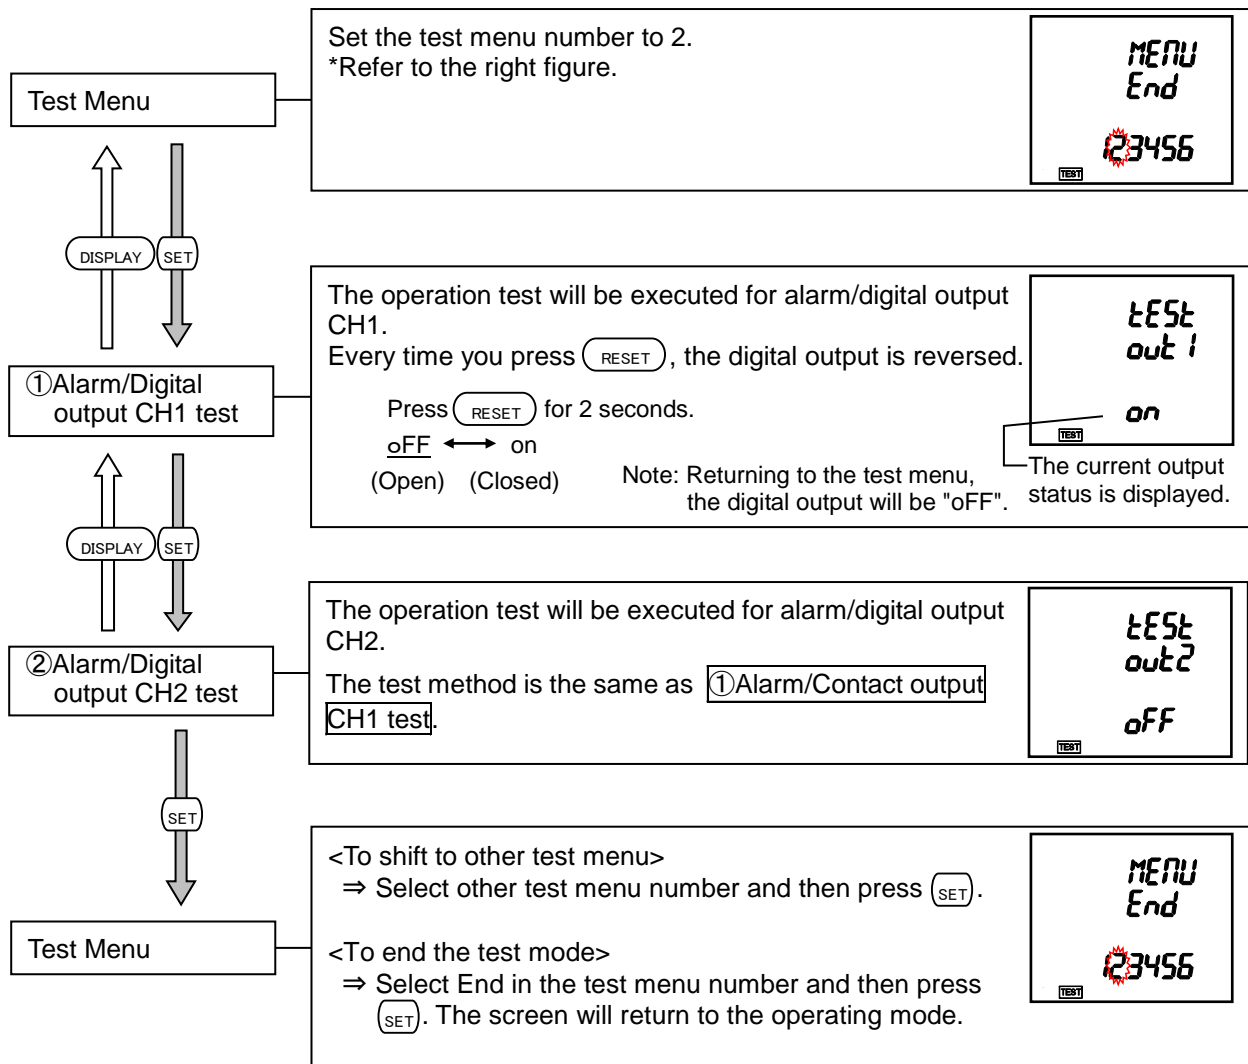 Set the test menu number to 2.
*Refer to the right figure.
MENU
End
123456
TEST
Test Menu
DISPLAY SET
The operation test will be executed for alarm/digital output
CH1.
Every time you press RESET, the digital output is reversed.
Press RESET for 2 seconds.
oFF ↔ on
(Open) (Closed)
Note: Returning to the test menu,
the digital output will be "oFF".
tESt
out 1
on
TEST
The current output
status is displayed.
①Alarm/Digital
output CH1 test
DISPLAY SET
The operation test will be executed for alarm/digital output
CH2.
The test method is the same as ①Alarm/Contact output
CH1 test.
tESt
out2
oFF
TEST
②Alarm/Digital
output CH2 test
SET
<To shift to other test menu>
⇒ Select other test menu number and then press SET.
<To end the test mode>
⇒ Select End in the test menu number and then press
SET. The screen will return to the operating mode.
MENU
End
123456
TEST
Test Menu